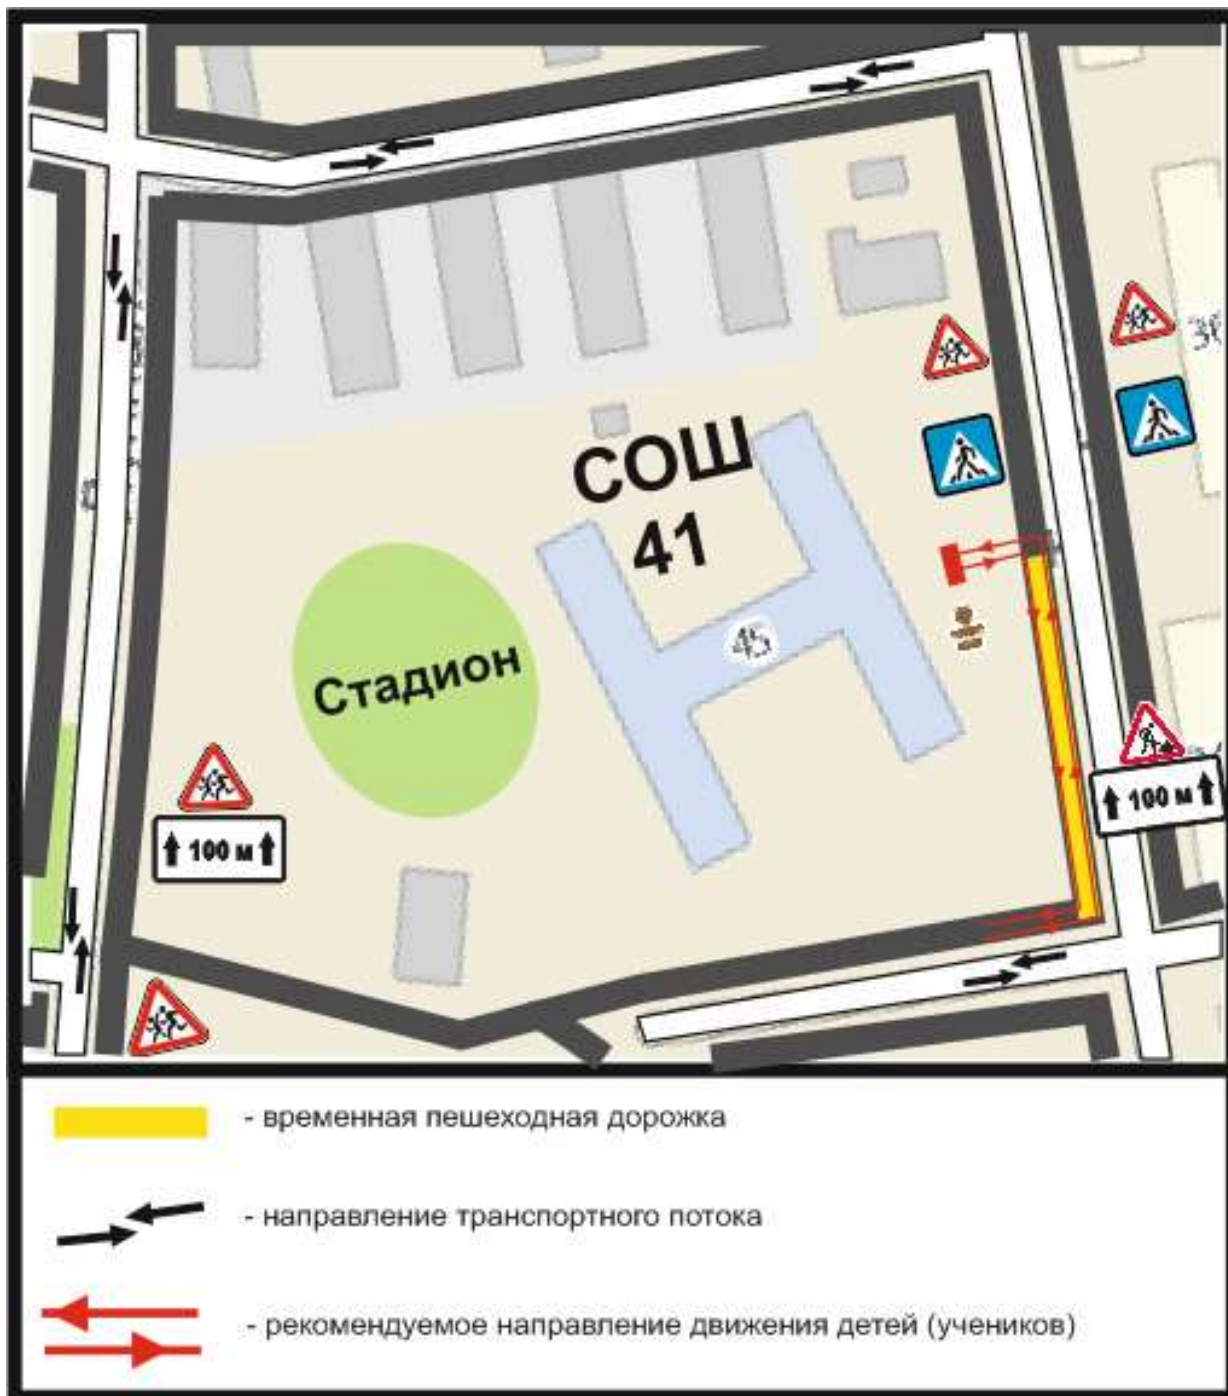 СОШ
41
45
Стадион
100 м
100 м
- временная пешеходная дорожка
- направление транспортного потока
- рекомендуемое направление движения детей (учеников)